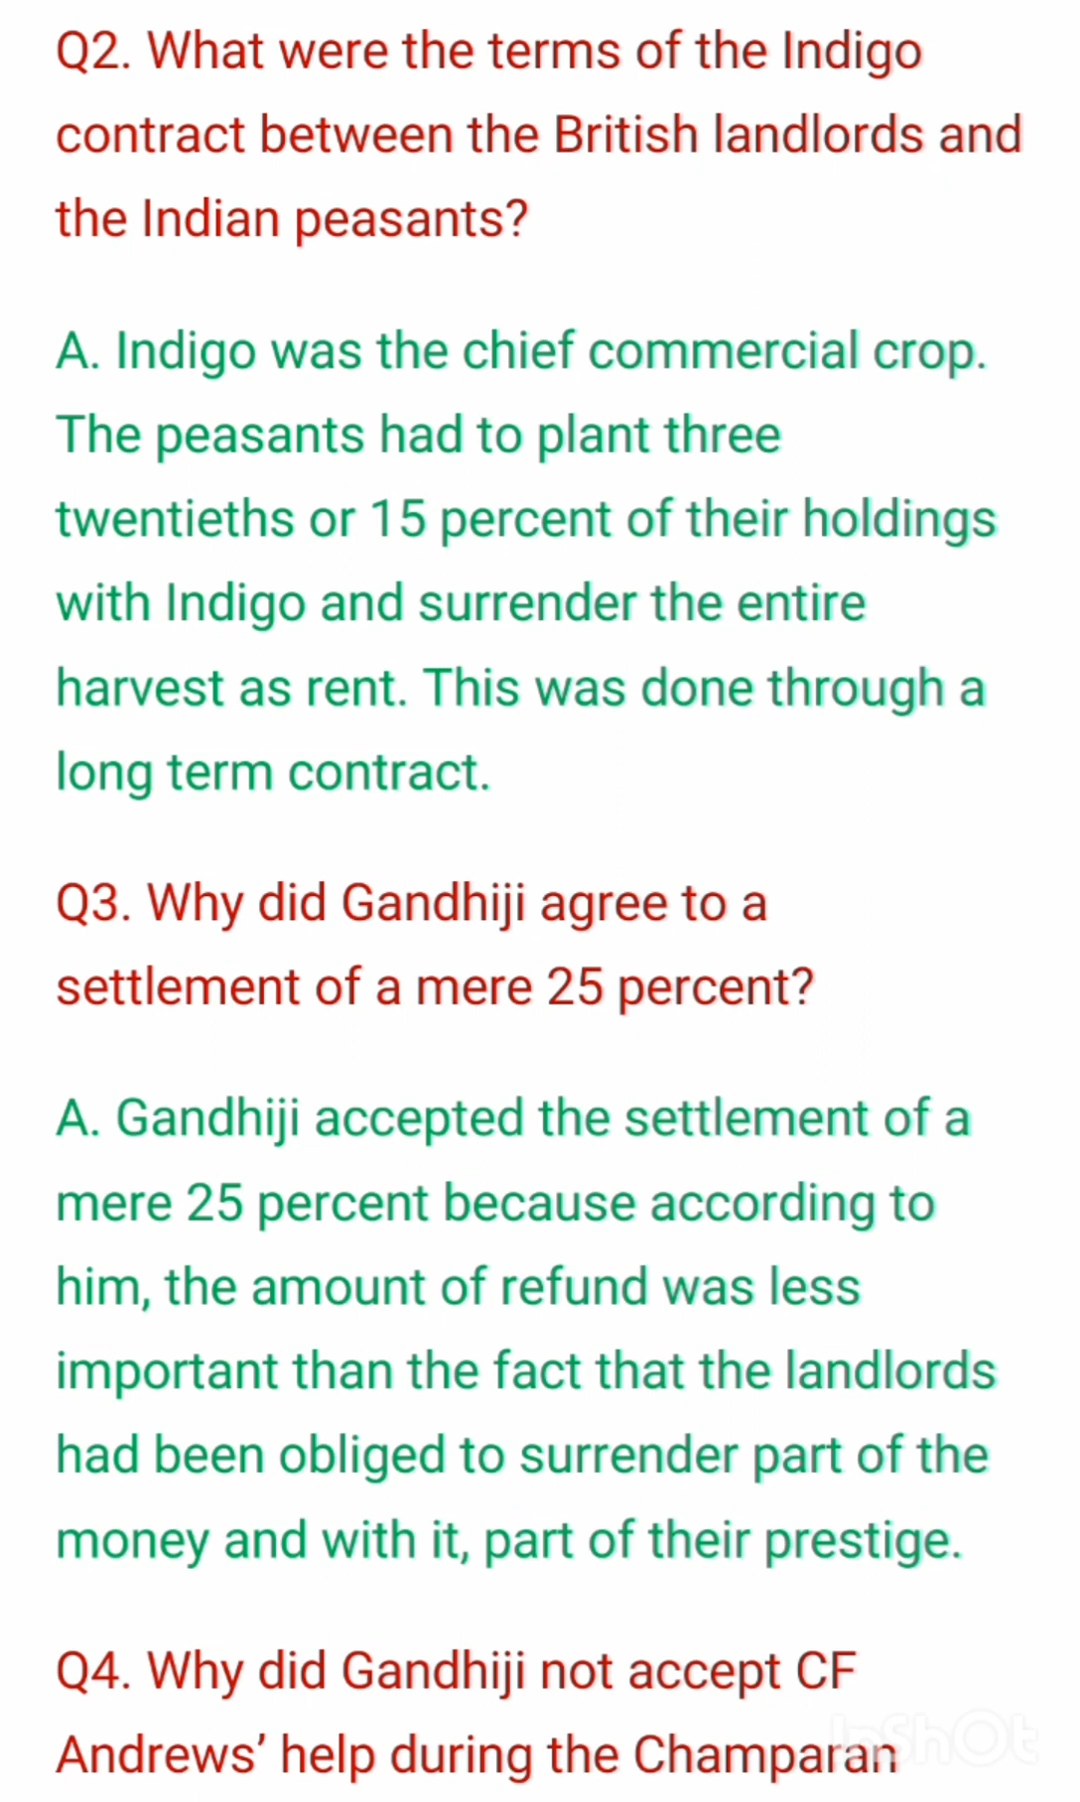 Q2. What were the terms of the Indigo
contract between the British landlords and
the Indian peasants?
A. Indigo was the chief commercial crop.
The peasants had to plant three
twentieths or 15 percent of their holdings
with Indigo and surrender the entire
harvest as rent. This was done through a
long term contract.
Q3. Why did Gandhiji agree to a
settlement of a mere 25 percent?
A. Gandhiji accepted the settlement of a
mere 25 percent because according to
him, the amount of refund was less
important than the fact that the landlords
had been obliged to surrender part of the
money and with it, part of their prestige.
Q4. Why did Gandhiji not accept CF
Andrews’ help during the Champaran
InShOt